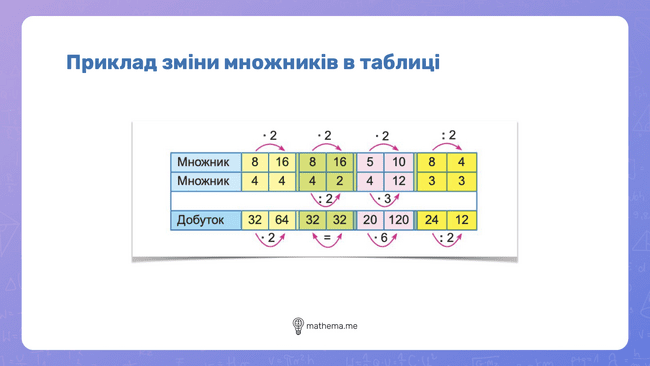 Приклад зміни множників в таблиці
· 2 · 2 · 2 : 2
Множник 8 16 8 16 5 10 8 4
Множник 4 4 4 2 4 12 3 3
: 2 · 3
Добуток 32 64 32 32 20 120 24 12
· 2 = · 6 : 2
mathema.me